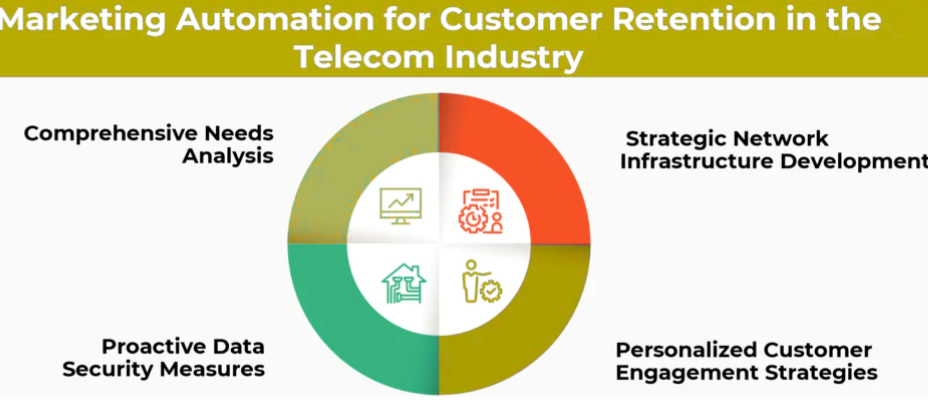 Marketing Automation for Customer Retention in the
Telecom Industry
Comprehensive Needs
Analysis
Strategic Network
Infrastructure Development
Proactive Data
Security Measures
Personalized Customer
Engagement Strategies